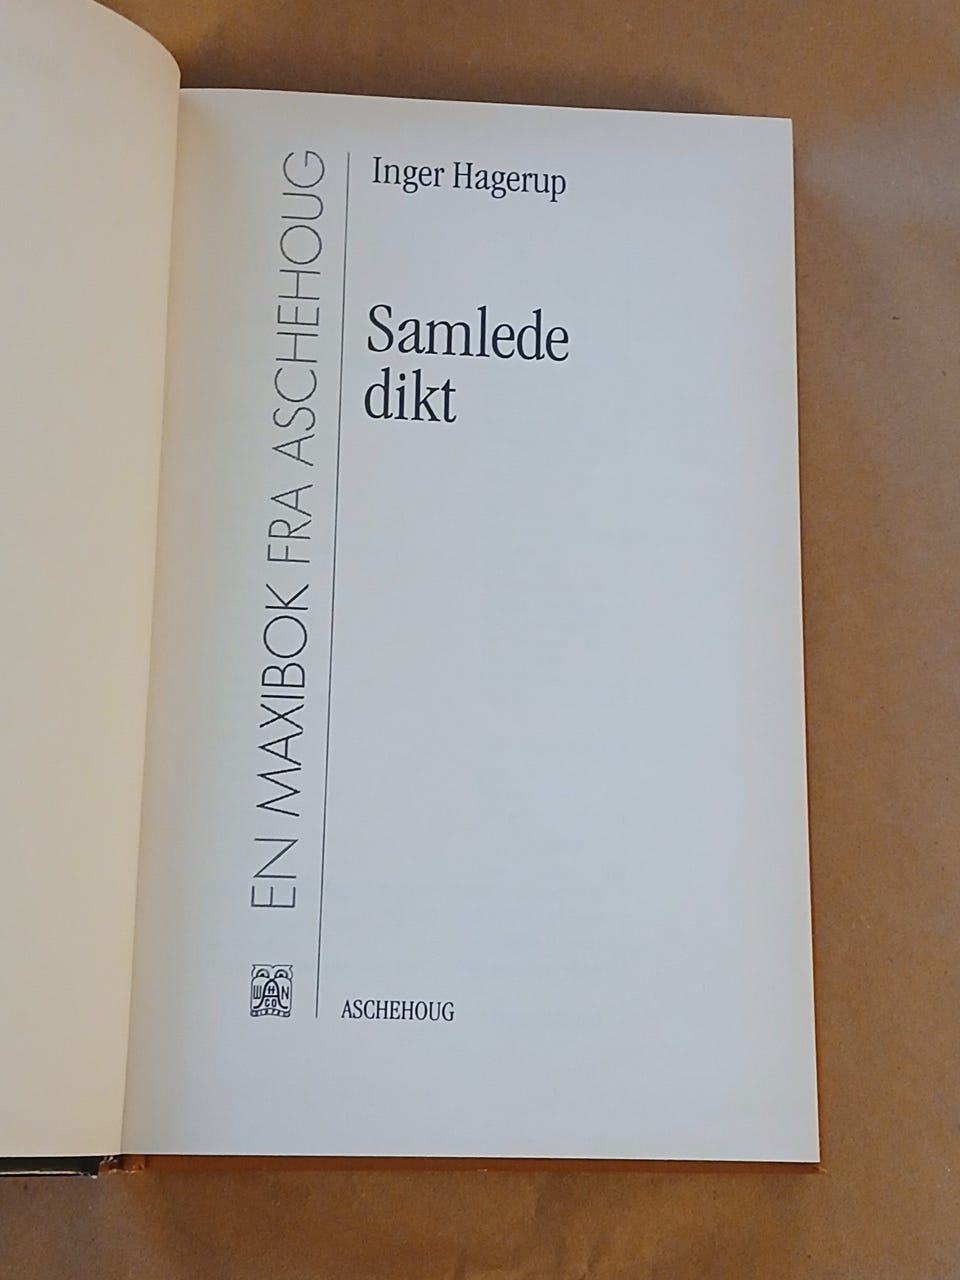 Inger Hagerup
Samlede
dikt
EN MAXIBOK FRA ASCHEHOUG
ASCHEHOUG